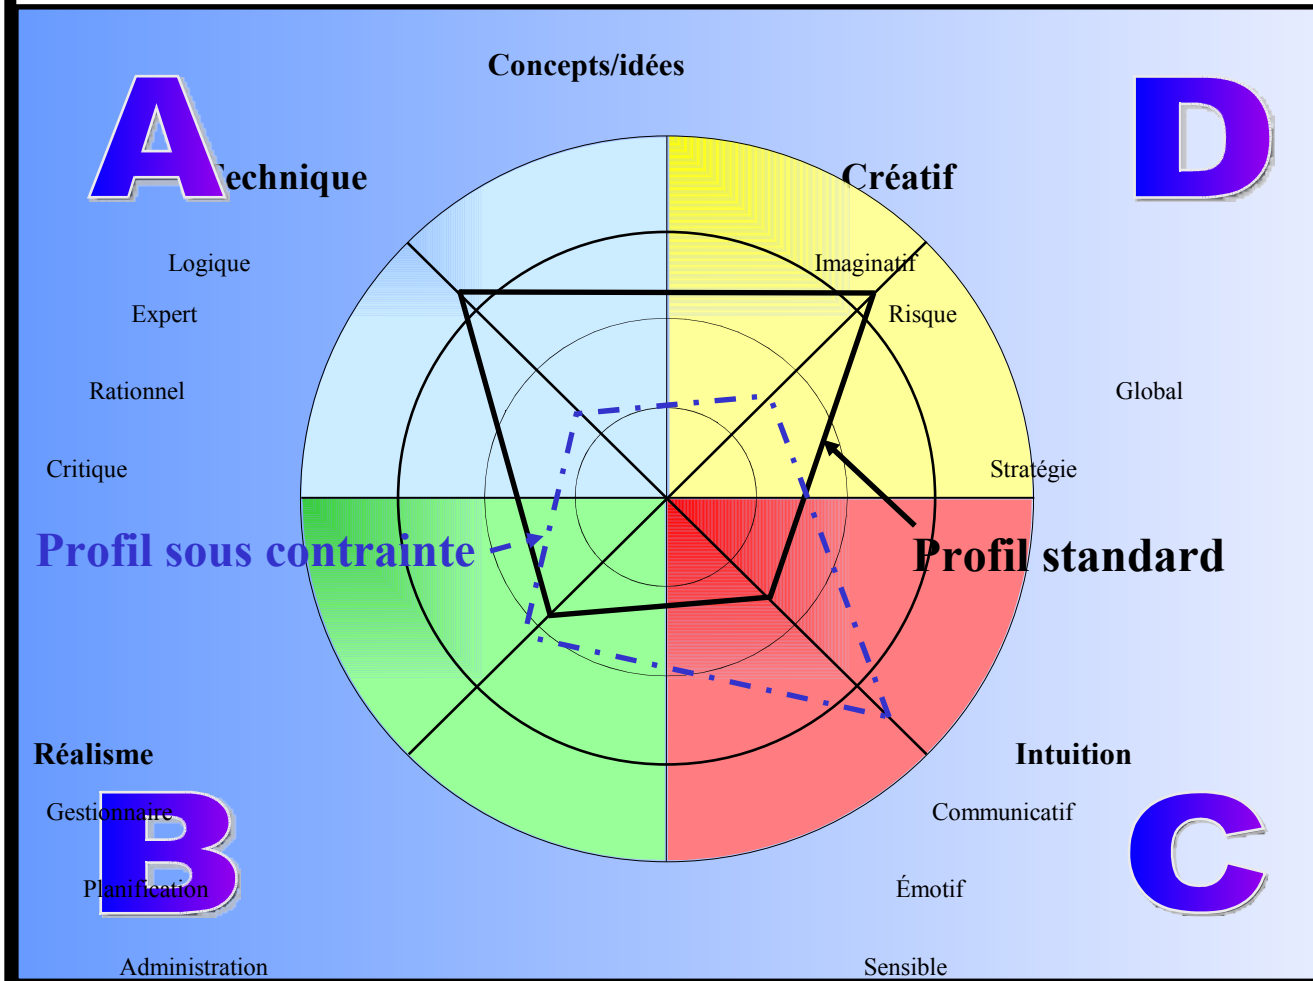 Concepts/idées
A
D
Technique
Créatif
Logique
Imaginatif
Expert
Risque
Rationnel
Global
Critique
Stratégie
Profil sous contrainte
Profil standard
Réalisme
Intuition
Gestionnaire
Communicatif
B
C
Planification
Émotif
Administration
Sensible